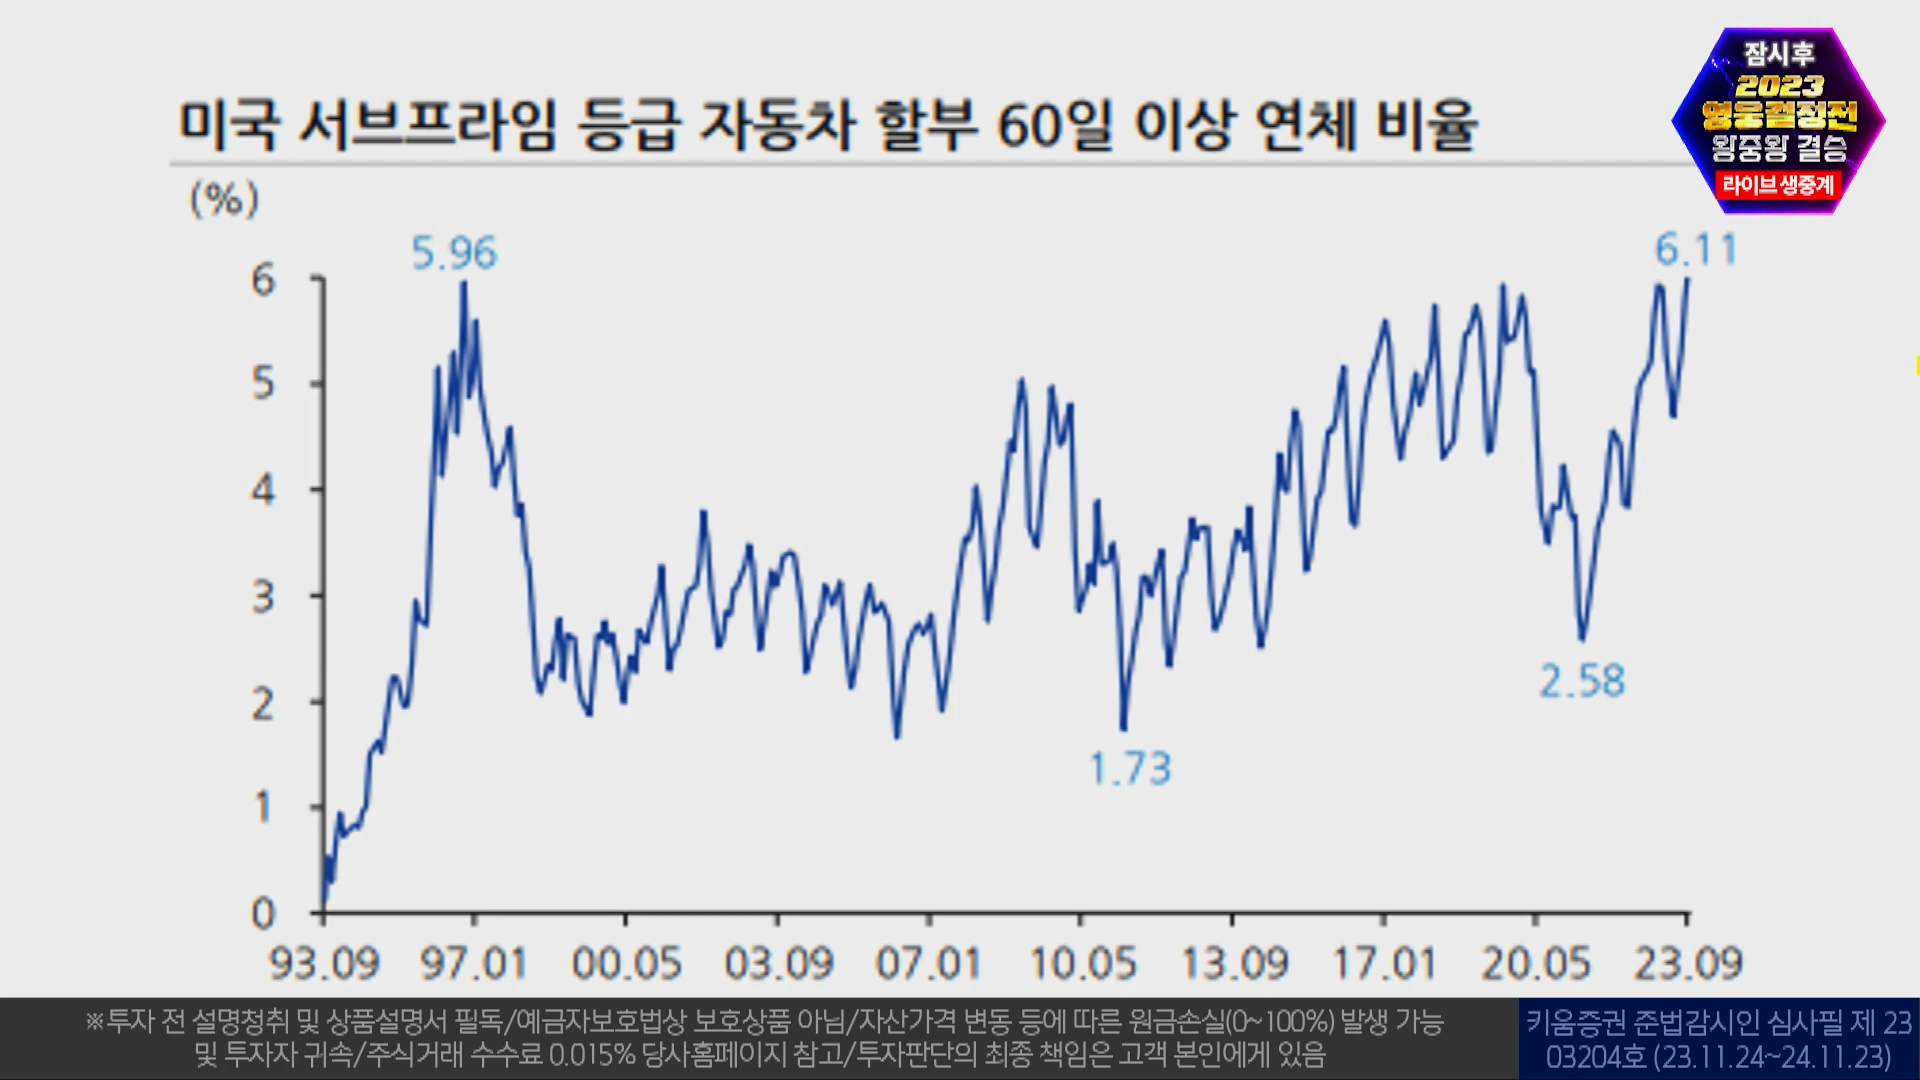 미국 서브프라임 등급 자동차 할부 60일 이상 연체 비율
잠시 후
2023
영웅결정전
왕중왕 결승
라이브 생중계
(%)
5.96
6.11
6
5
4
3
2
1
0
2.58
1.73
93.09 97.01 00.05 03.09 07.01 10.05 13.09 17.01 20.05 23.09
※투자 전 설명청취 및 상품설명서 필독/예금자보호법상 보호상품 아님/자산가격 변동 등에 따른 원금손실(0~100%) 발생 가능
및 투자자 귀속/주식거래 수수료 0.015% 당사홈페이지 참고/투자판단의 최종 책임은 고객 본인에게 있음
키움증권 준법감시인 심사필 제 23
03204호 (23.11.24~24.11.23)